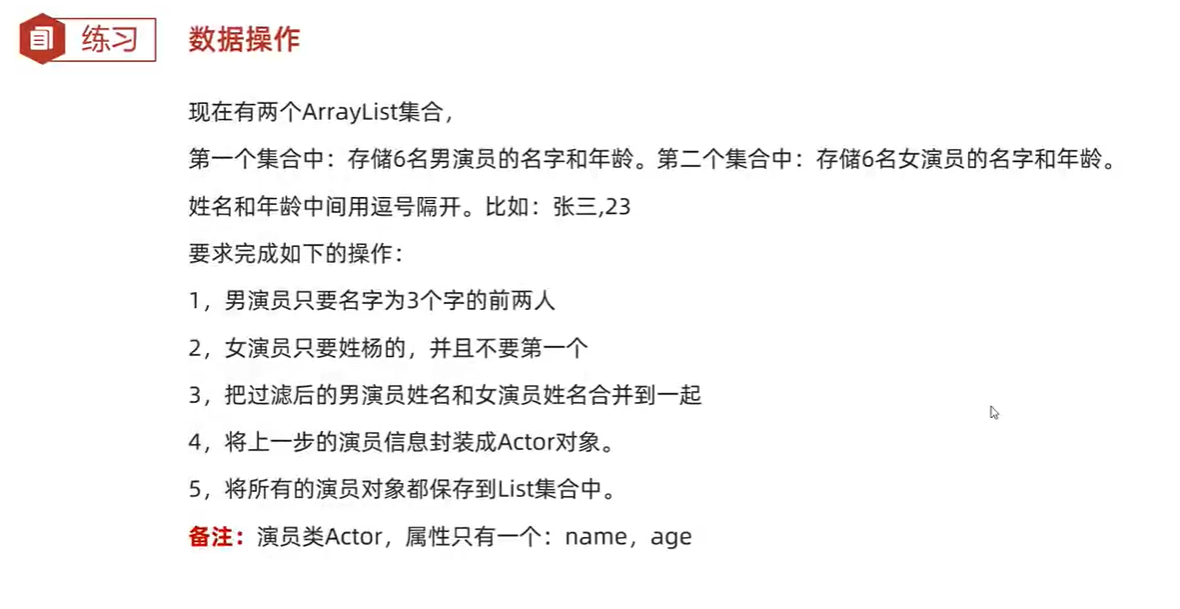 练习
数据操作
现在有两个ArrayList集合，
第一个集合中：存储6名男演员的名字和年龄。第二个集合中：存储6名女演员的名字和年龄。
姓名和年龄中间用逗号隔开。比如：张三,23
要求完成如下的操作：
1，男演员只要名字为3个字的前两人
2，女演员只要姓杨的，并且不要第一个
3，把过滤后的男演员姓名和女演员姓名合并到一起
4，将上一步的演员信息封装成Actor对象。
5，将所有的演员对象都保存到List集合中。
备注：演员类Actor，属性只有一个：name，age